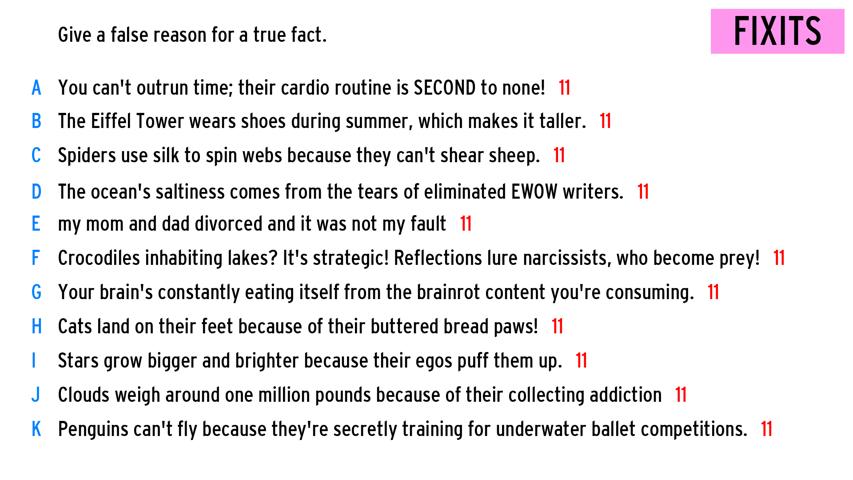 Give a false reason for a true fact.
FIXITS
A You can't outrun time; their cardio routine is SECOND to none! 11
B The Eiffel Tower wears shoes during summer, which makes it taller. 11
C Spiders use silk to spin webs because they can't shear sheep. 11
D The ocean's saltiness comes from the tears of eliminated EWOW writers. 11
E my mom and dad divorced and it was not my fault 11
F Crocodiles inhabiting lakes? It's strategic! Reflections lure narcissists, who become prey! 11
G Your brain's constantly eating itself from the brainrot content you're consuming. 11
H Cats land on their feet because of their buttered bread paws! 11
I Stars grow bigger and brighter because their egos puff them up. 11
J Clouds weigh around one million pounds because of their collecting addiction 11
K Penguins can't fly because they're secretly training for underwater ballet competitions. 11